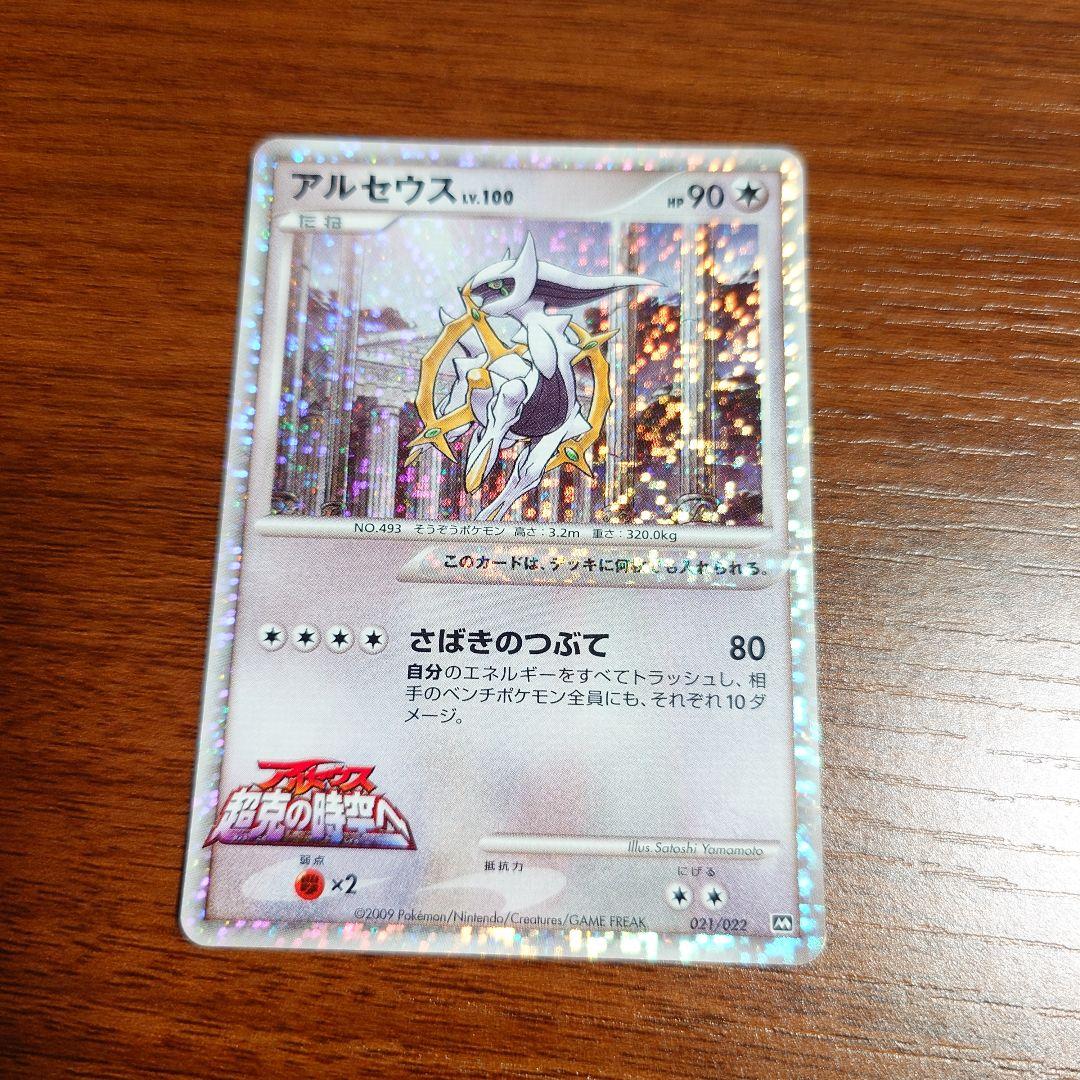 アルセウス LV.100 HP 90
たね
NO.493 そうぞうポケモン 高さ:3.2m 重さ:320.0kg
このカードは、デッキに何枚でも入れられる。
さばきのつぶて 80
自分のエネルギーをすべてトラッシュし、相
手のベンチポケモン全員にも、それぞれ10ダ
メージ。
アルセウス
超克の時空へ
Illus. Satoshi Yamamoto
弱点 抵抗力 にげる
×2
©2009 Pokémon/Nintendo/Creatures/GAME FREAK. 021/022